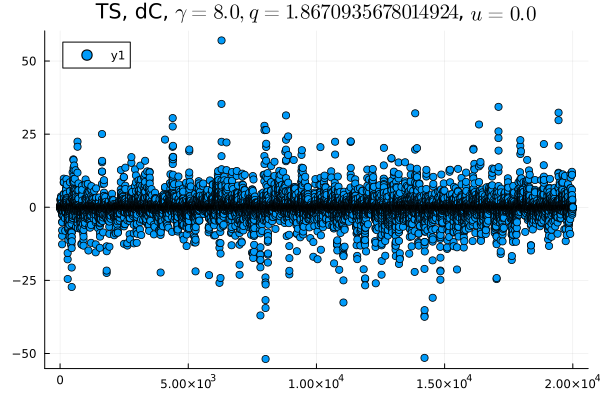 TS, dC, γ = 8.0, q = 1.8670935678014924, u = 0.0
y1
50
25
0
−25
−50
0 5.00×10³ 1.00×10⁴ 1.50×10⁴ 2.00×10⁴